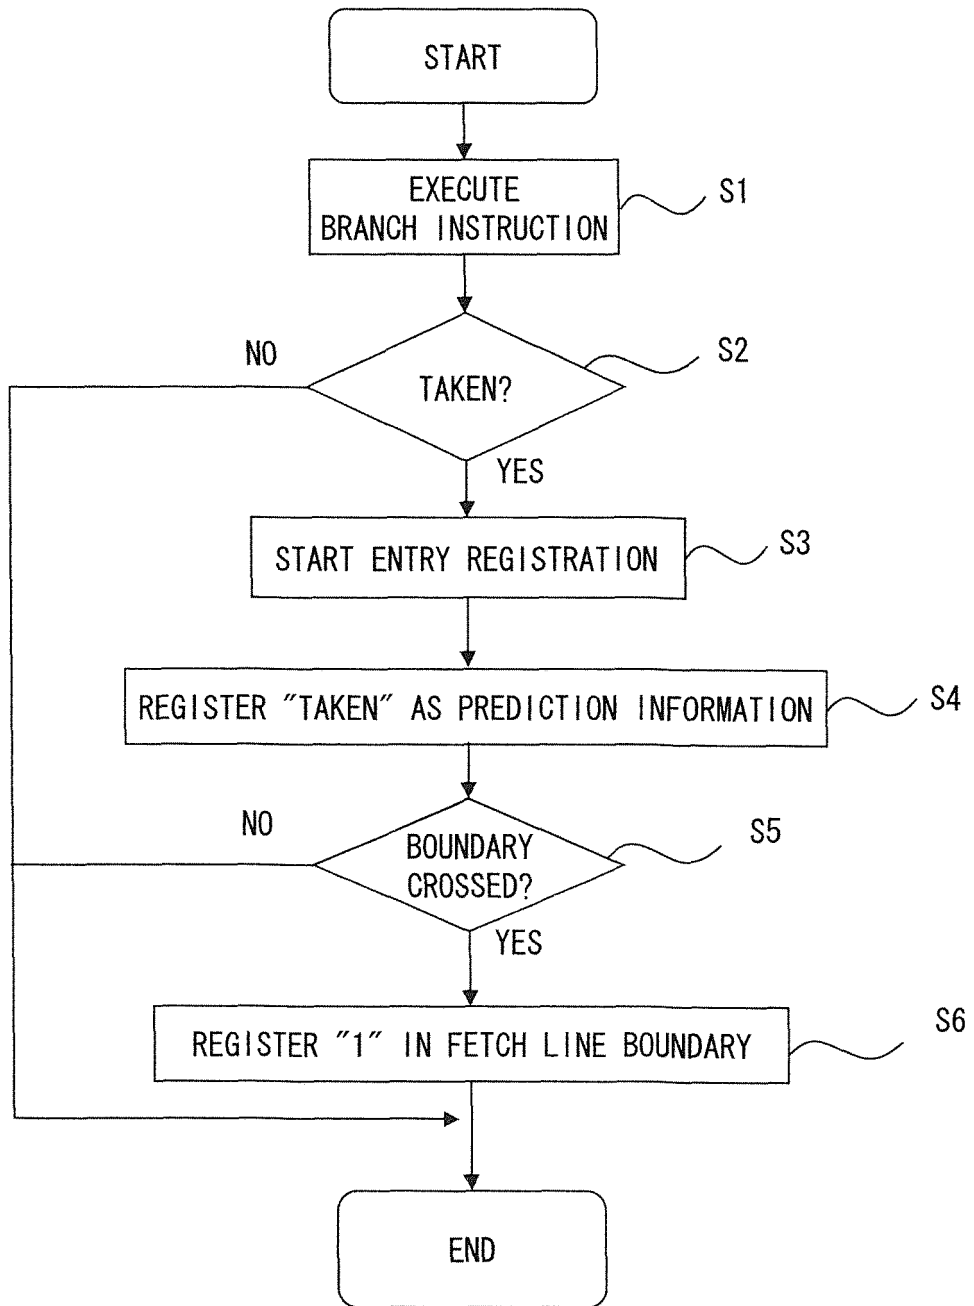 START
EXECUTE
BRANCH INSTRUCTION
S1
NO
TAKEN?
S2
YES
START ENTRY REGISTRATION
S3
REGISTER "TAKEN" AS PREDICTION INFORMATION
S4
NO
BOUNDARY
CROSSED?
S5
YES
REGISTER "1" IN FETCH LINE BOUNDARY
S6
END